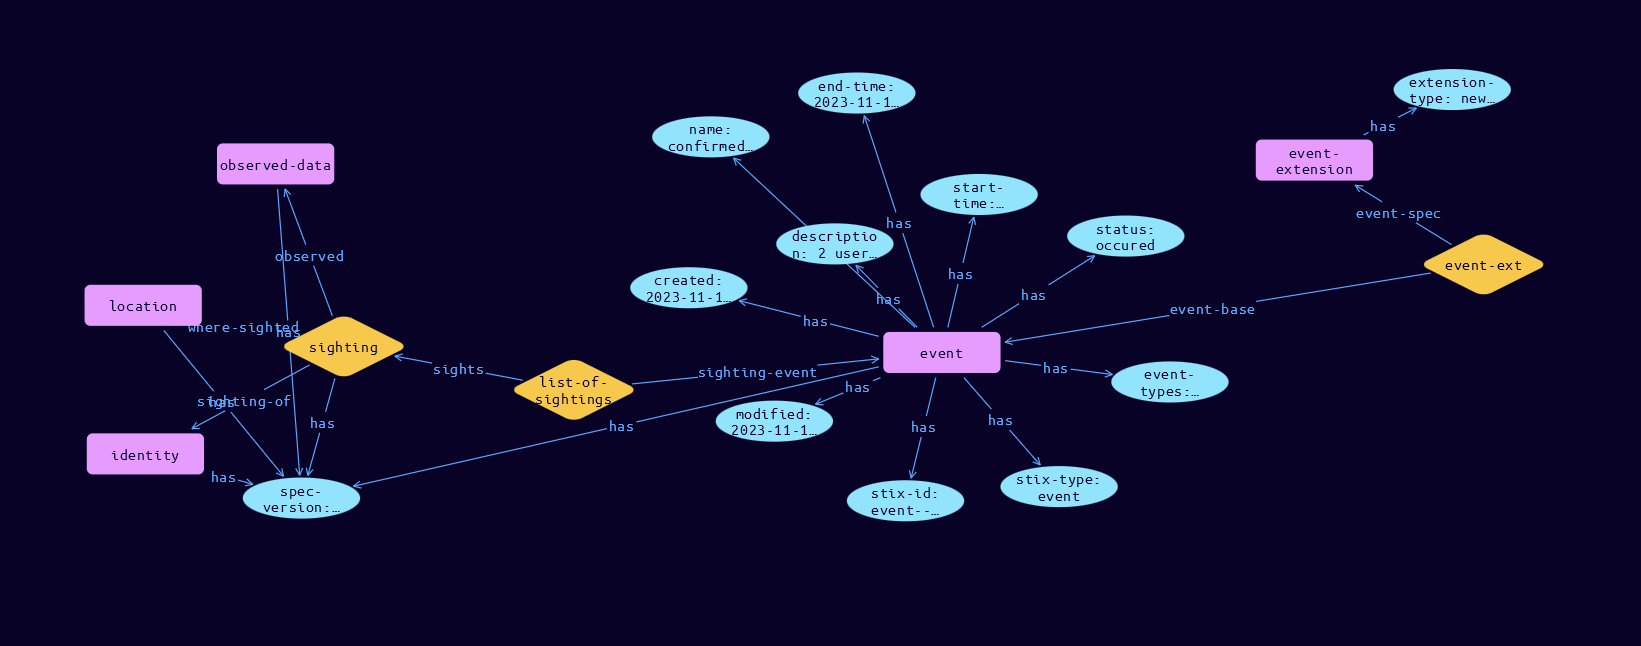 end-time:
2023-11-1…
extension-
type: new…
name:
confirmed…
has
event-
extension
observed-data
start-
time:…
event-spec
has
descriptio
n: 2 user…
status:
occured
observed
event-ext
has
created:
2023-11-1…
has
has
location
event-base
where-sighted
has
has
sighting
event
sights
sighting-event
has
event-
types:…
list-of-
sightings
has
sighting-of
has
modified:
2023-11-1…
has
has
has
has
identity
has
spec-
version:…
stix-id:
event--…
stix-type:
event